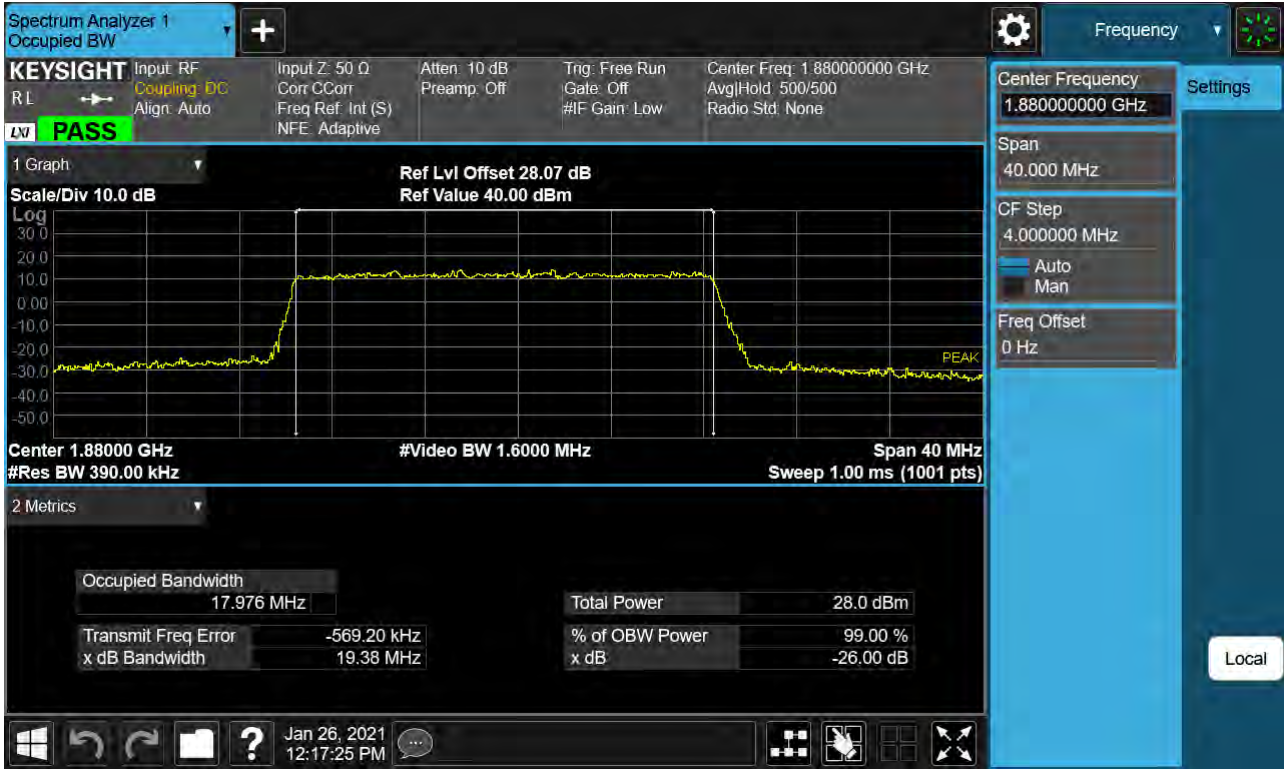 Spectrum Analyzer 1
Occupied BW
Frequency
KEYSIGHT
RL
LXI
PASS
Input: RF
Coupling: DC
Align: Auto
Input Z: 50 Ω
Corr CCorr
Freq Ref: Int (S)
NFE: Adaptive
Atten: 10 dB
Preamp: Off
Trig: Free Run
Gate: Off
#IF Gain: Low
Center Freq: 1.880000000 GHz
Avg|Hold: 500/500
Radio Std: None
Center Frequency
1.880000000 GHz
Settings
Span
40.000 MHz
CF Step
4.000000 MHz
Auto
Man
Freq Offset
0 Hz
Local
1 Graph
Scale/Div 10.0 dB
Ref Lvl Offset 28.07 dB
Ref Value 40.00 dBm
Log
30.0
20.0
10.0
0.00
-10.0
-20.0
-30.0
-40.0
-50.0
PEAK
Center 1.88000 GHz
#Video BW 1.6000 MHz
Span 40 MHz
#Res BW 390.00 kHz
Sweep 1.00 ms (1001 pts)
2 Metrics
Occupied Bandwidth
17.976 MHz
Total Power 28.0 dBm
Transmit Freq Error -569.20 kHz
% of OBW Power 99.00 %
x dB Bandwidth 19.38 MHz
x dB -26.00 dB
?
Jan 26, 2021
12:17:25 PM